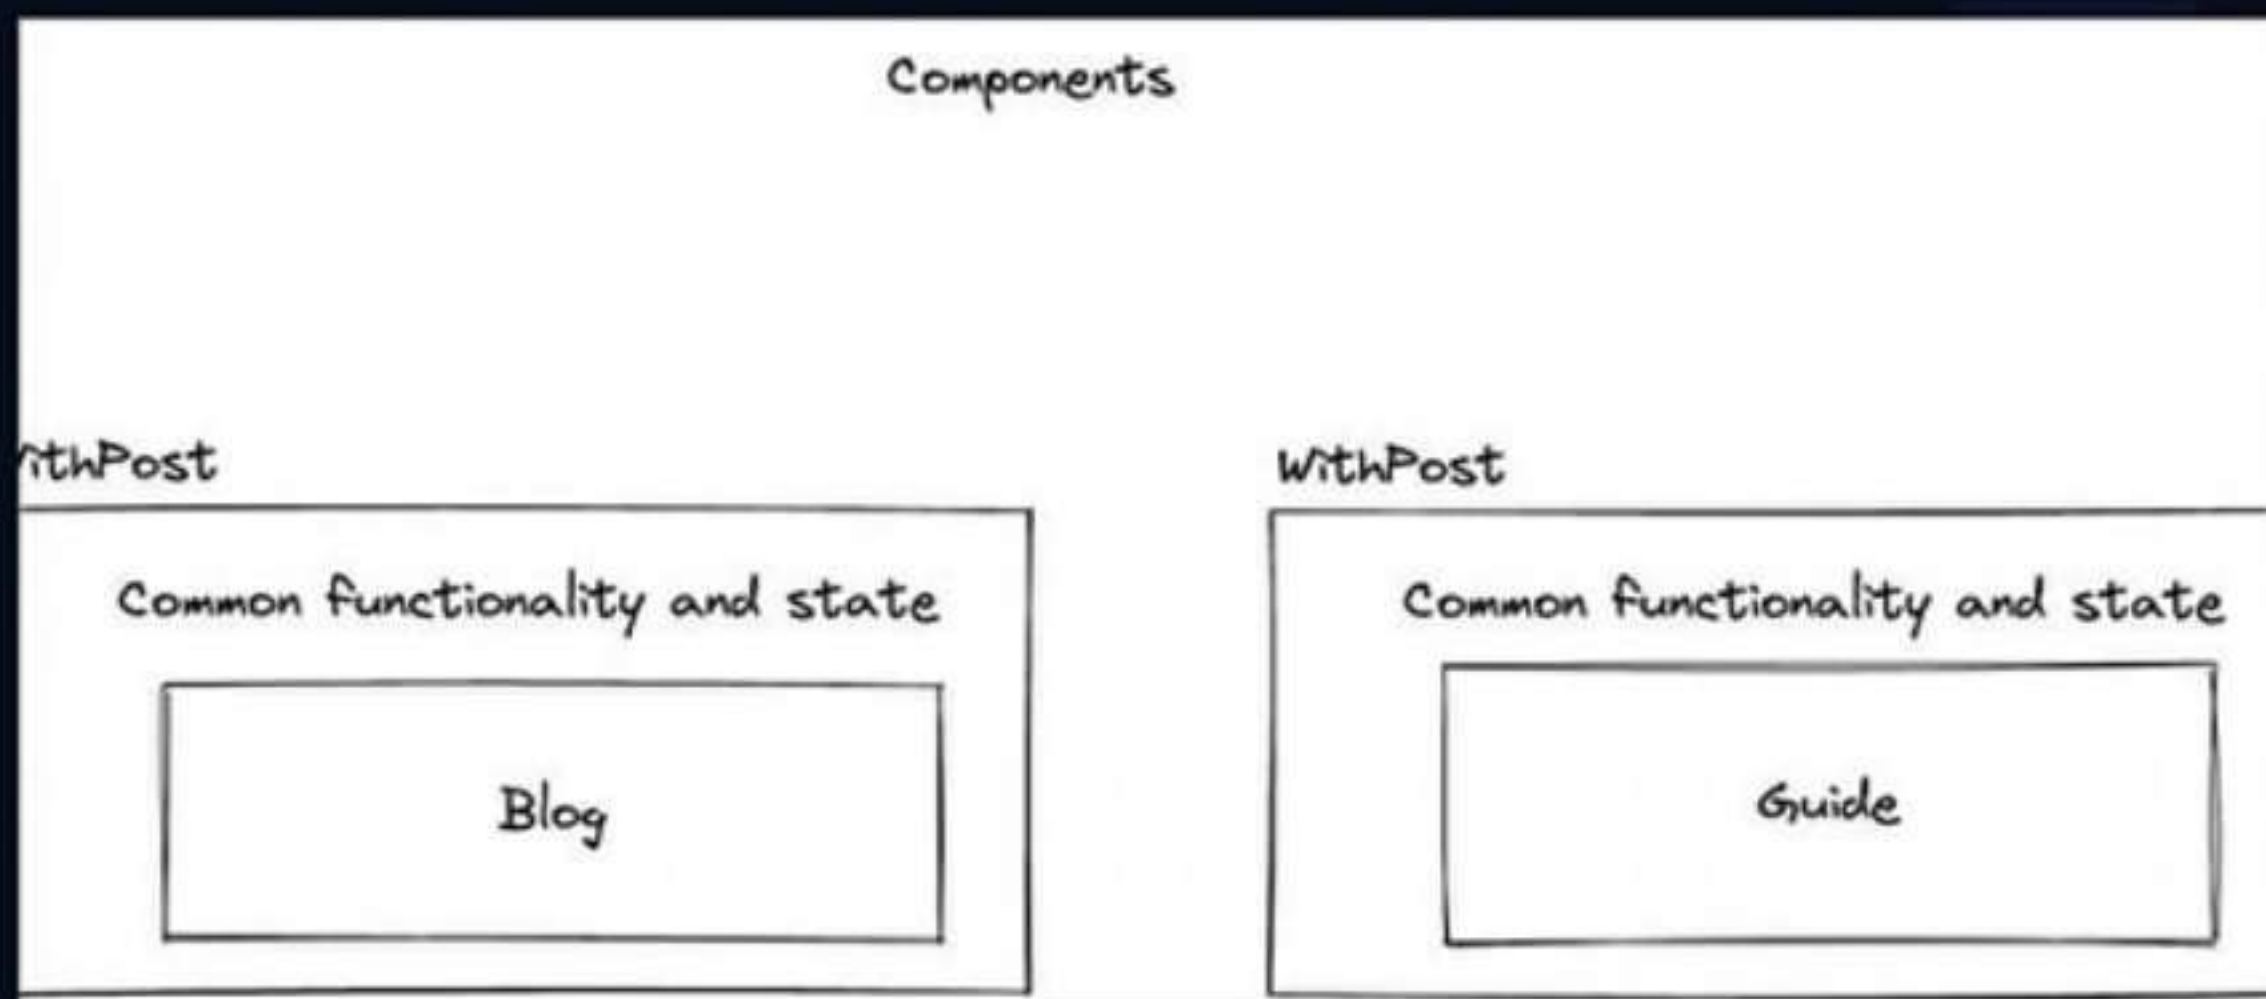 Components
ithPost
WithPost
Common functionality and state
Common functionality and state
Blog
Guide